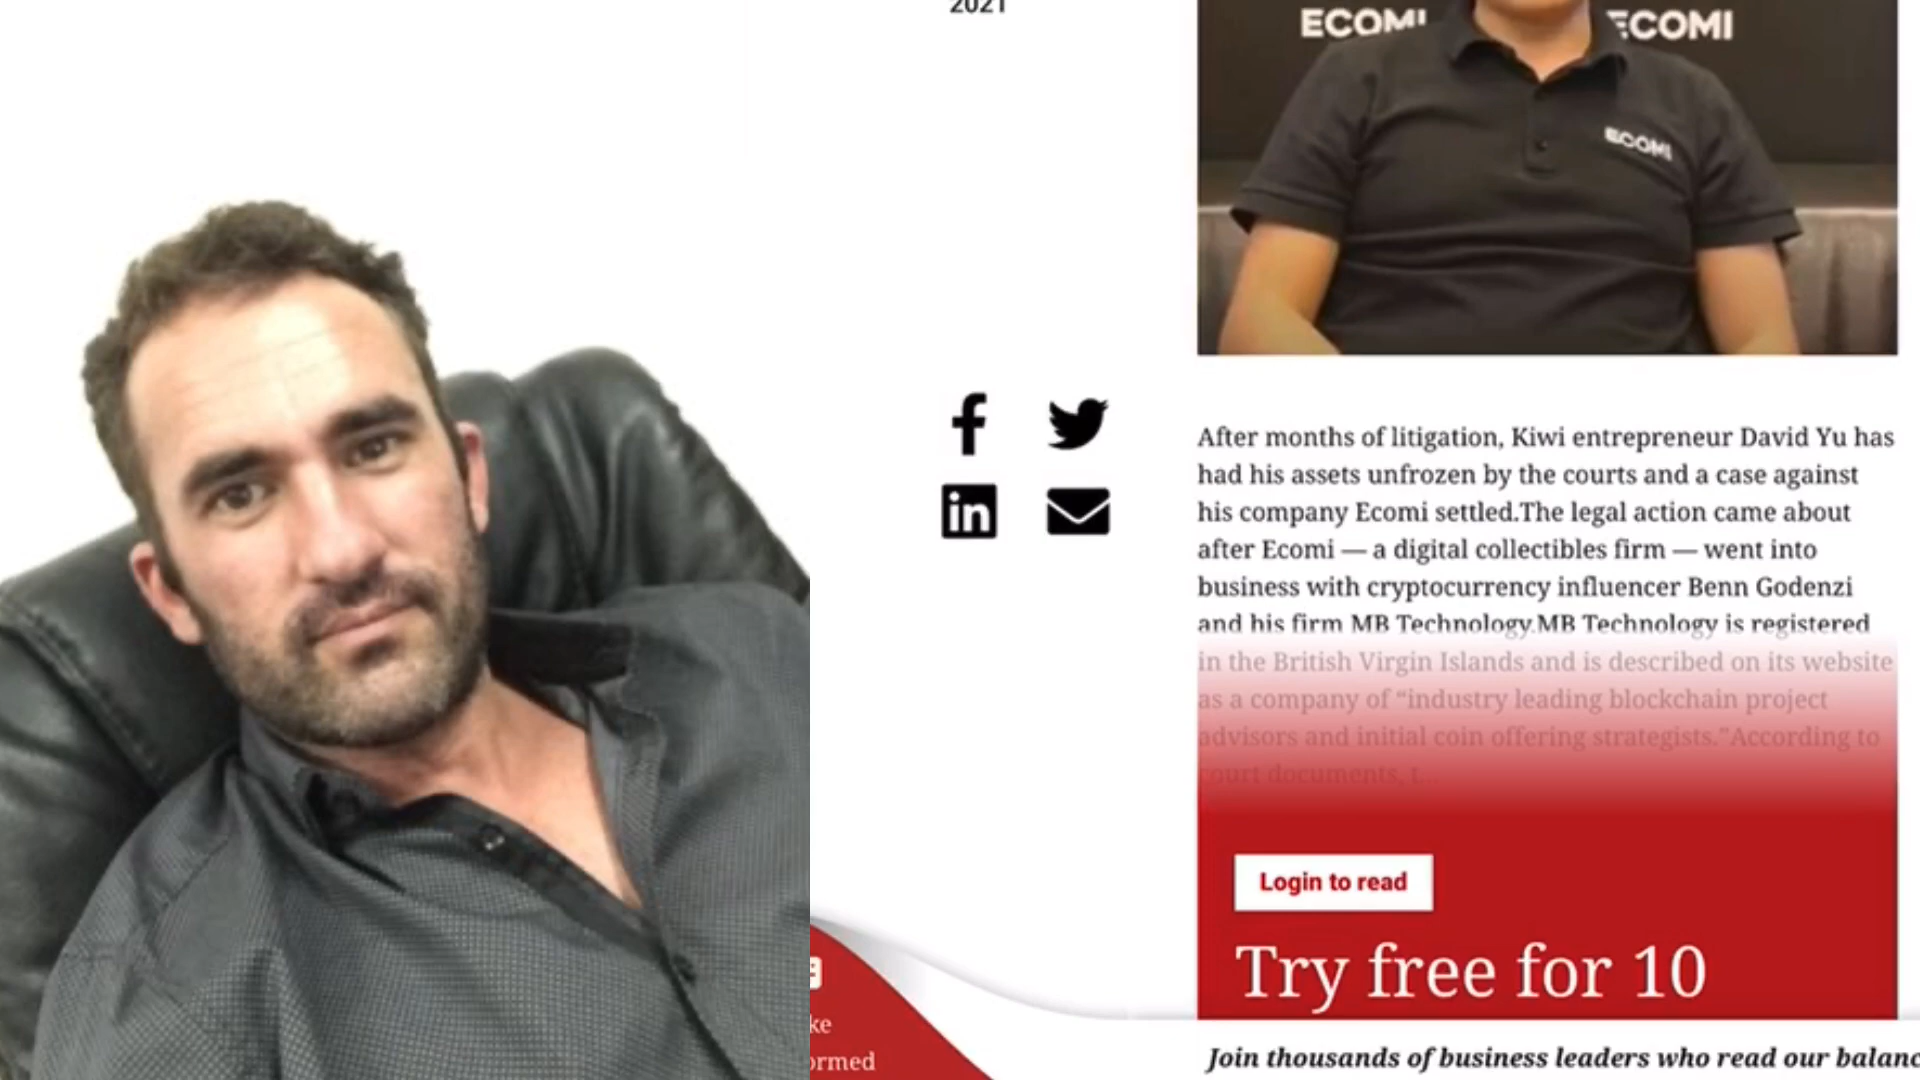 2021
ECOMI ECOMI
ECOMI
After months of litigation, Kiwi entrepreneur David Yu has
had his assets unfrozen by the courts and a case against
his company Ecomi settled.The legal action came about
after Ecomi — a digital collectibles firm — went into
business with cryptocurrency influencer Benn Godenzi
and his firm MB Technology.MB Technology is registered
in the British Virgin Islands and is described on its website
as a company of “industry leading blockchain project
advisors and initial coin offering strategists.”According to
court documents, t...
Login to read
Try free for 10
ke
ormed
Join thousands of business leaders who read our balanc